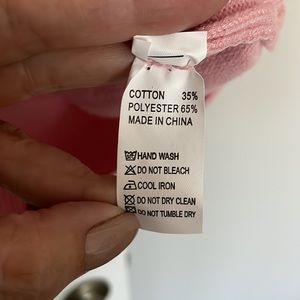 COTTON 35%
POLYESTER 65%
MADE IN CHINA
HAND WASH
DO NOT BLEACH
COOL IRON
DO NOT DRY CLEAN
DO NOT TUMBLE DRY